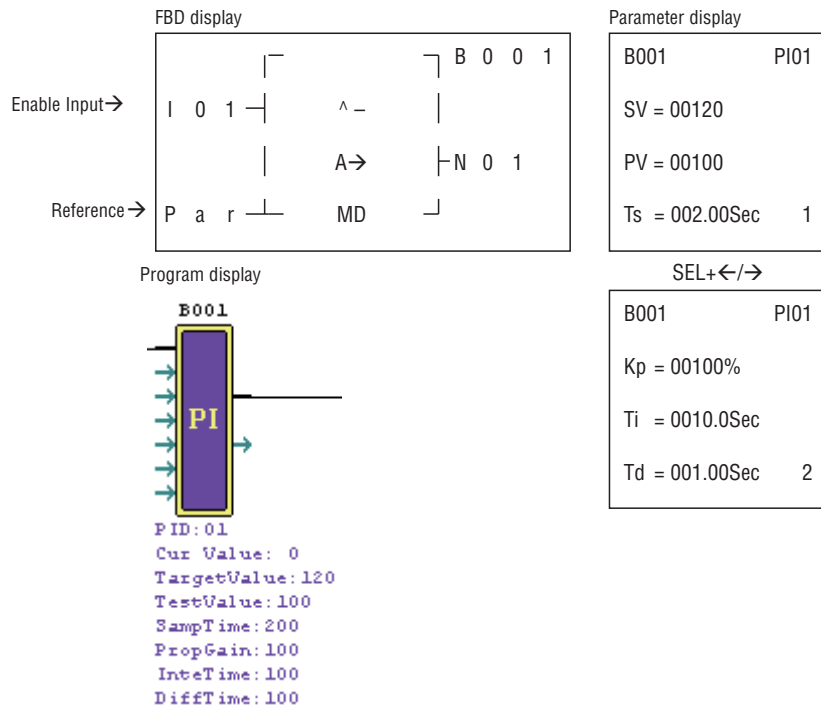 FBD display
B 0 0 1
Enable Input→ I 0 1 ^ –
A→ N 0 1
Reference→ P a r MD
Parameter display
B001 PI01
SV = 00120
PV = 00100
Ts = 002.00Sec 1
SEL+←/→
B001 PI01
Kp = 00100%
Ti = 0010.0Sec
Td = 001.00Sec 2
Program display
B001
PI
PID:01
Cur Value: 0
TargetValue:120
TestValue:100
SampTime:200
PropGain:100
InteTime:100
DiffTime:100